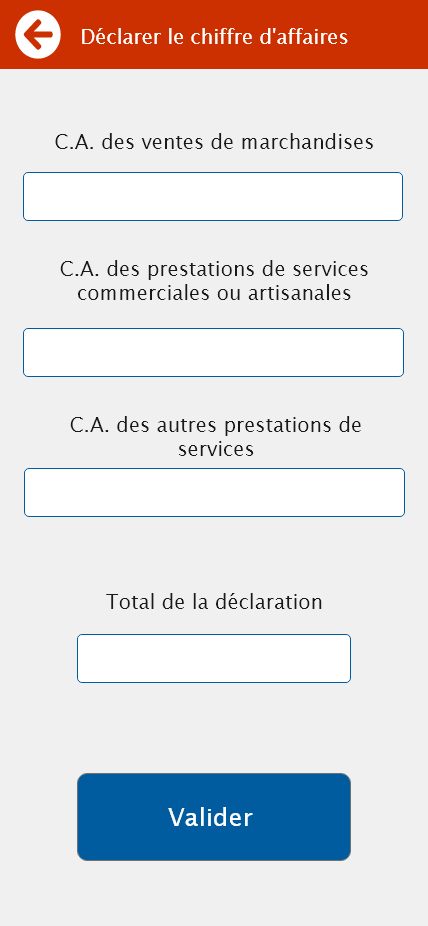 Déclarer le chiffre d'affaires
C.A. des ventes de marchandises
C.A. des prestations de services
commerciales ou artisanales
C.A. des autres prestations de
services
Total de la déclaration
Valider